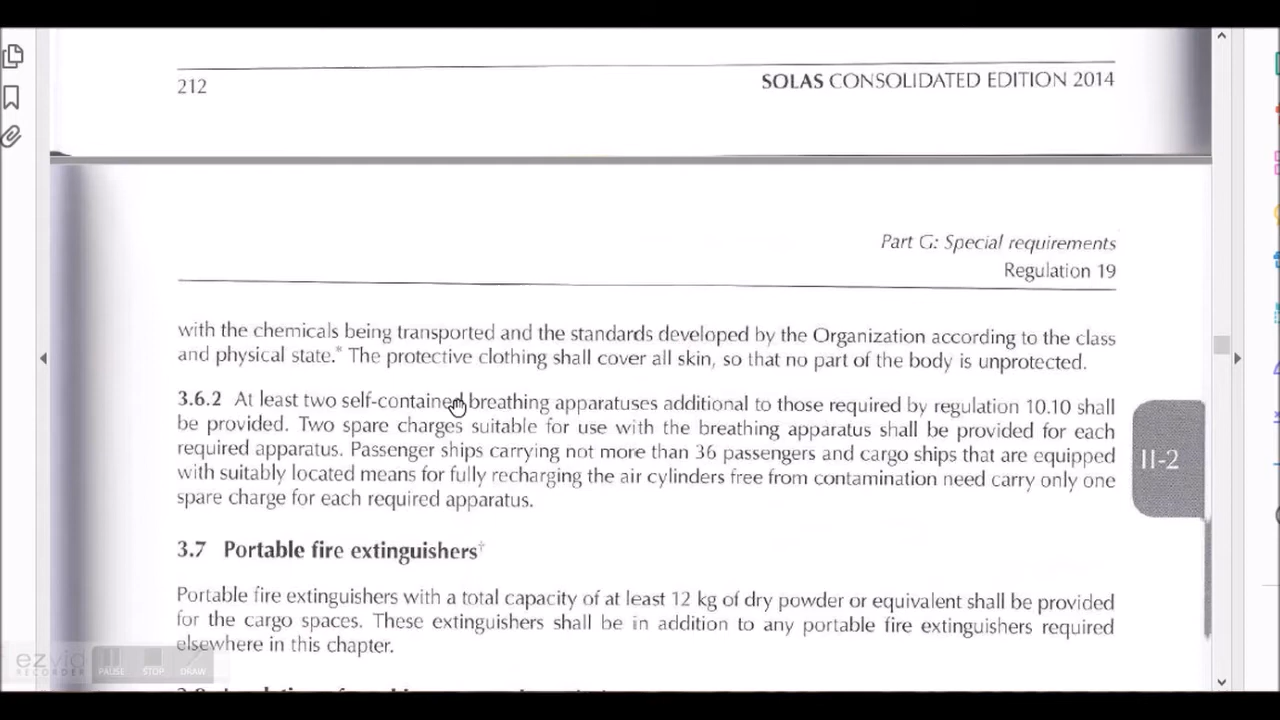 212
SOLAS CONSOLIDATED EDITION 2014
Part G: Special requirements
Regulation 19
with the chemicals being transported and the standards developed by the Organization according to the class
and physical state.* The protective clothing shall cover all skin, so that no part of the body is unprotected.
3.6.2 At least two self-contained breathing apparatuses additional to those required by regulation 10.10 shall
be provided. Two spare charges suitable for use with the breathing apparatus shall be provided for each
required apparatus. Passenger ships carrying not more than 36 passengers and cargo ships that are equipped
with suitably located means for fully recharging the air cylinders free from contamination need carry only one
spare charge for each required apparatus.
II-2
3.7 Portable fire extinguishers†
Portable fire extinguishers with a total capacity of at least 12 kg of dry powder or equivalent shall be provided
for the cargo spaces. These extinguishers shall be in addition to any portable fire extinguishers required
elsewhere in this chapter.
ezvid
RECORDER
PAUSE STOP DRAW